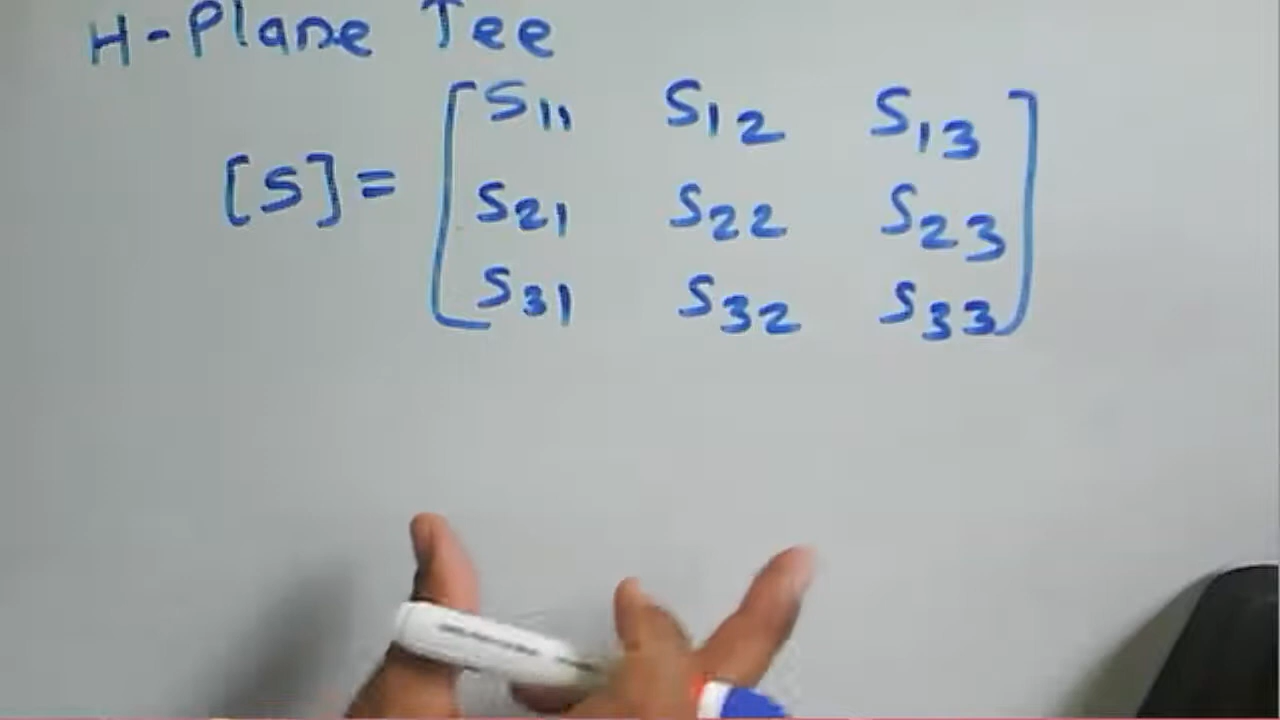 H-Plane Tee
[S]= [S11 S12 S13
S21 S22 S23
S31 S32 S33]